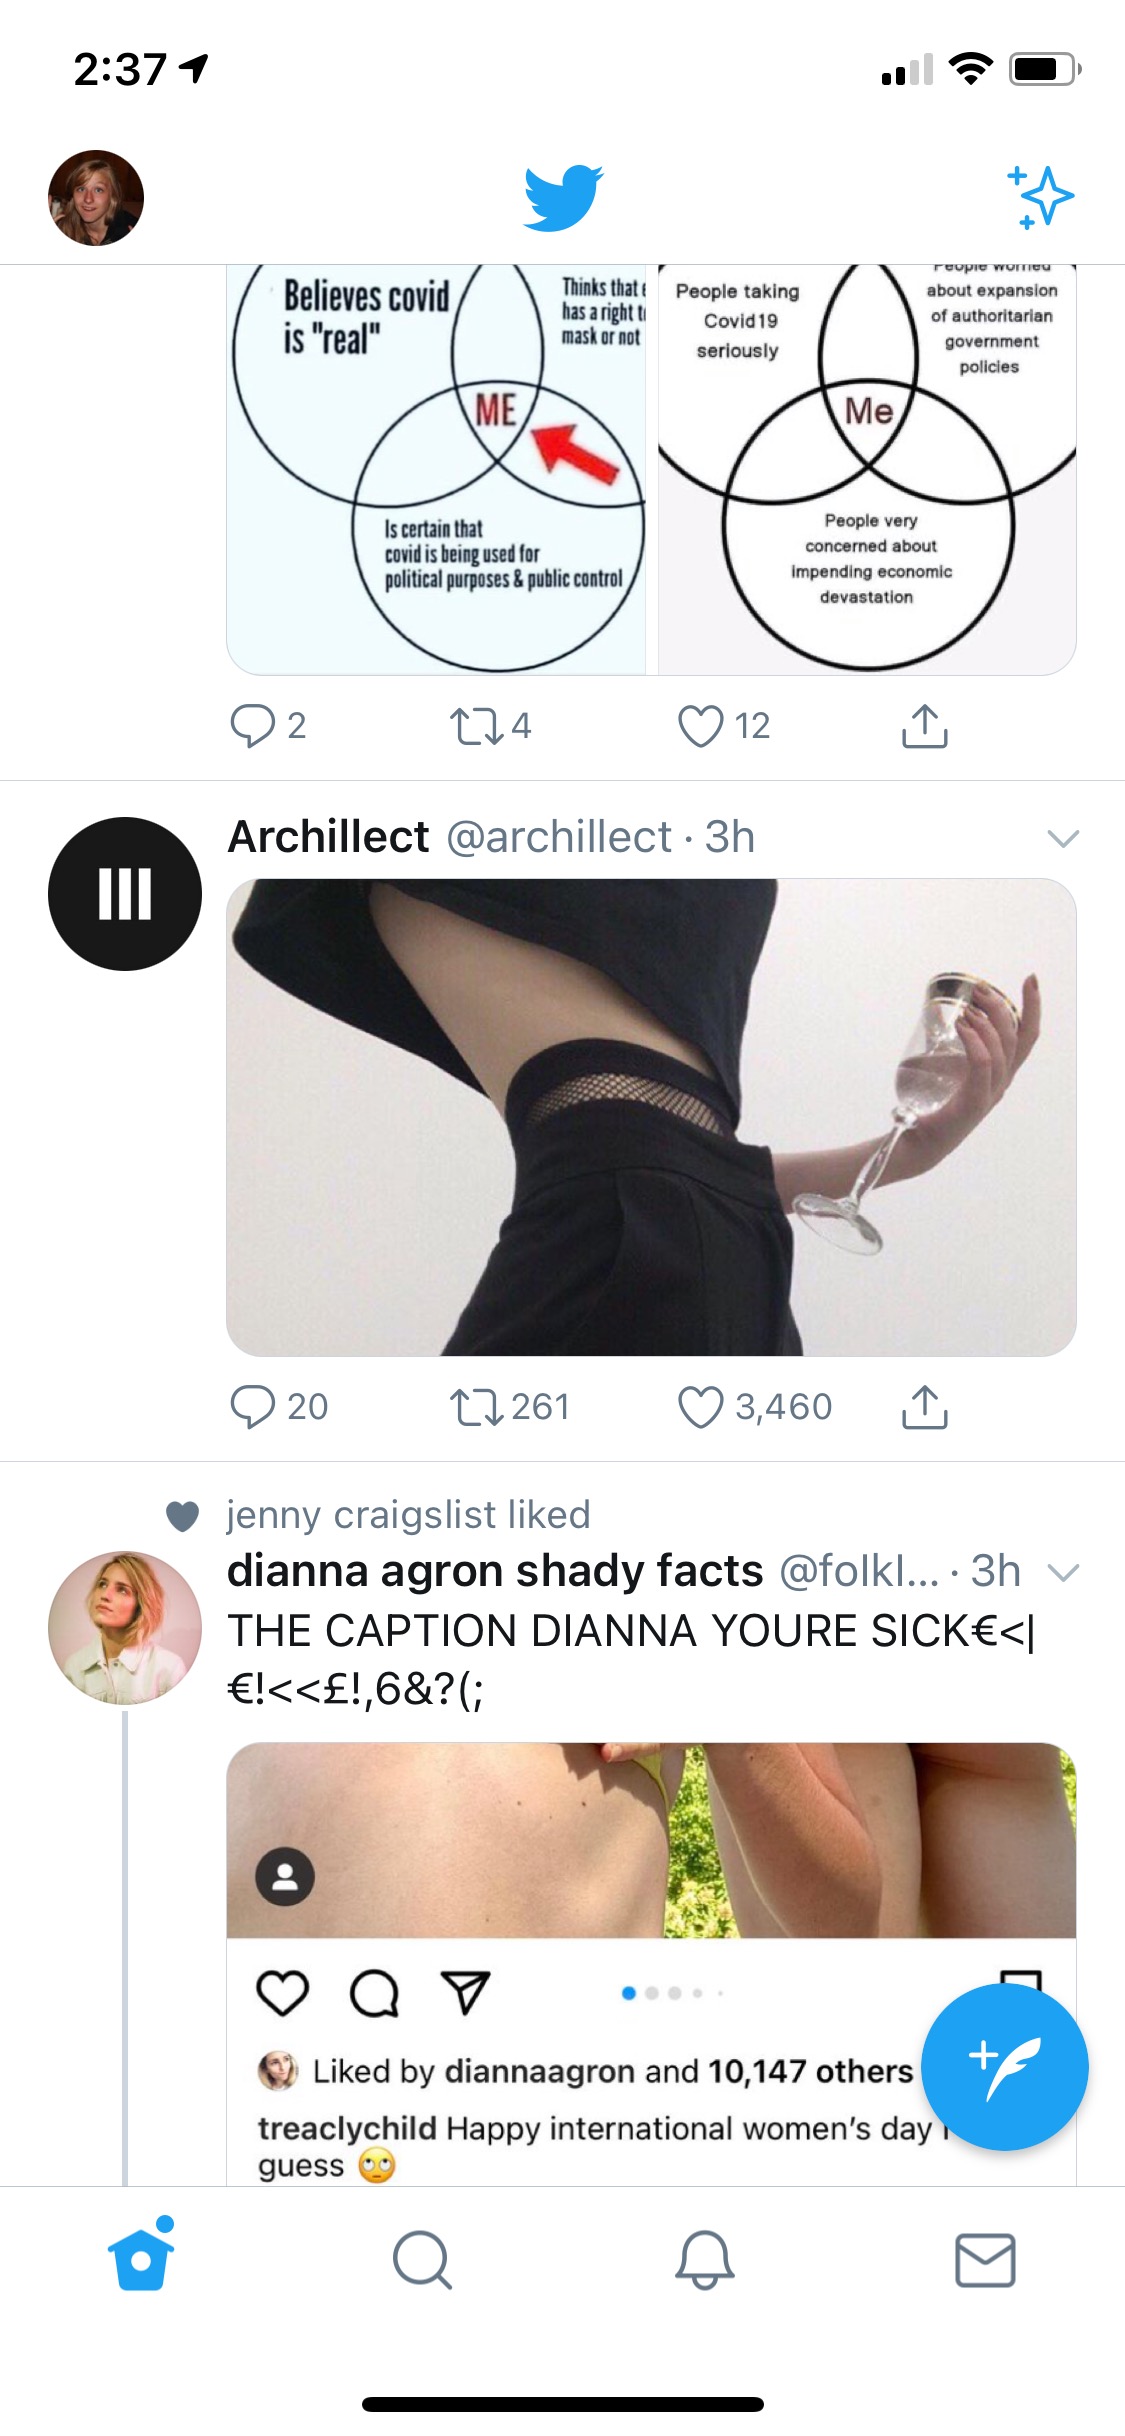 2:37
Believes covid
is "real"
Thinks that
has a right
mask or not
ME
Is certain that
covid is being used for
political purposes & public control
People taking
Covid19
seriously
People worried
about expansion
of authoritarian
government
policies
Me
People very
concerned about
impending economic
devastation
2
4
12
Archillect @archillect · 3h
20
261
3,460
jenny craigslist liked
dianna agron shady facts @folkl... · 3h
THE CAPTION DIANNA YOURE SICK€<|
€!<<£!,6&?(;
Liked by diannaagron and 10,147 others
treaclychild Happy international women's day
guess 🙄